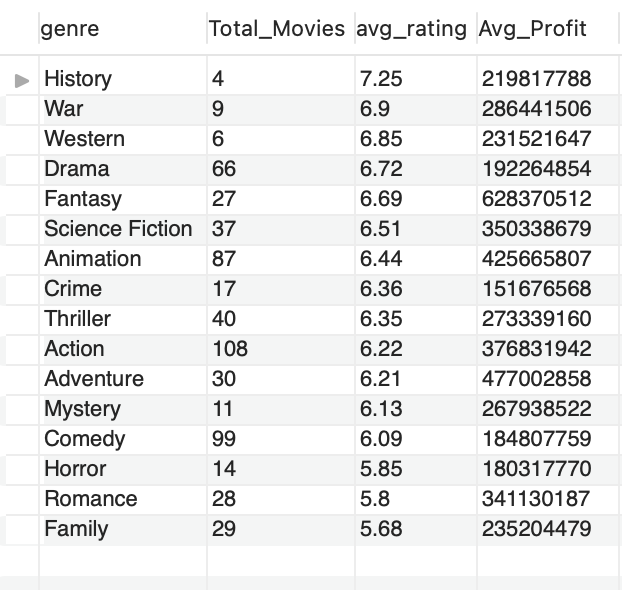 genre Total_Movies avg_rating Avg_Profit
History 4 7.25 219817788
War 9 6.9 286441506
Western 6 6.85 231521647
Drama 66 6.72 192264854
Fantasy 27 6.69 628370512
Science Fiction 37 6.51 350338679
Animation 87 6.44 425665807
Crime 17 6.36 151676568
Thriller 40 6.35 273339160
Action 108 6.22 376831942
Adventure 30 6.21 477002858
Mystery 11 6.13 267938522
Comedy 99 6.09 184807759
Horror 14 5.85 180317770
Romance 28 5.8 341130187
Family 29 5.68 235204479